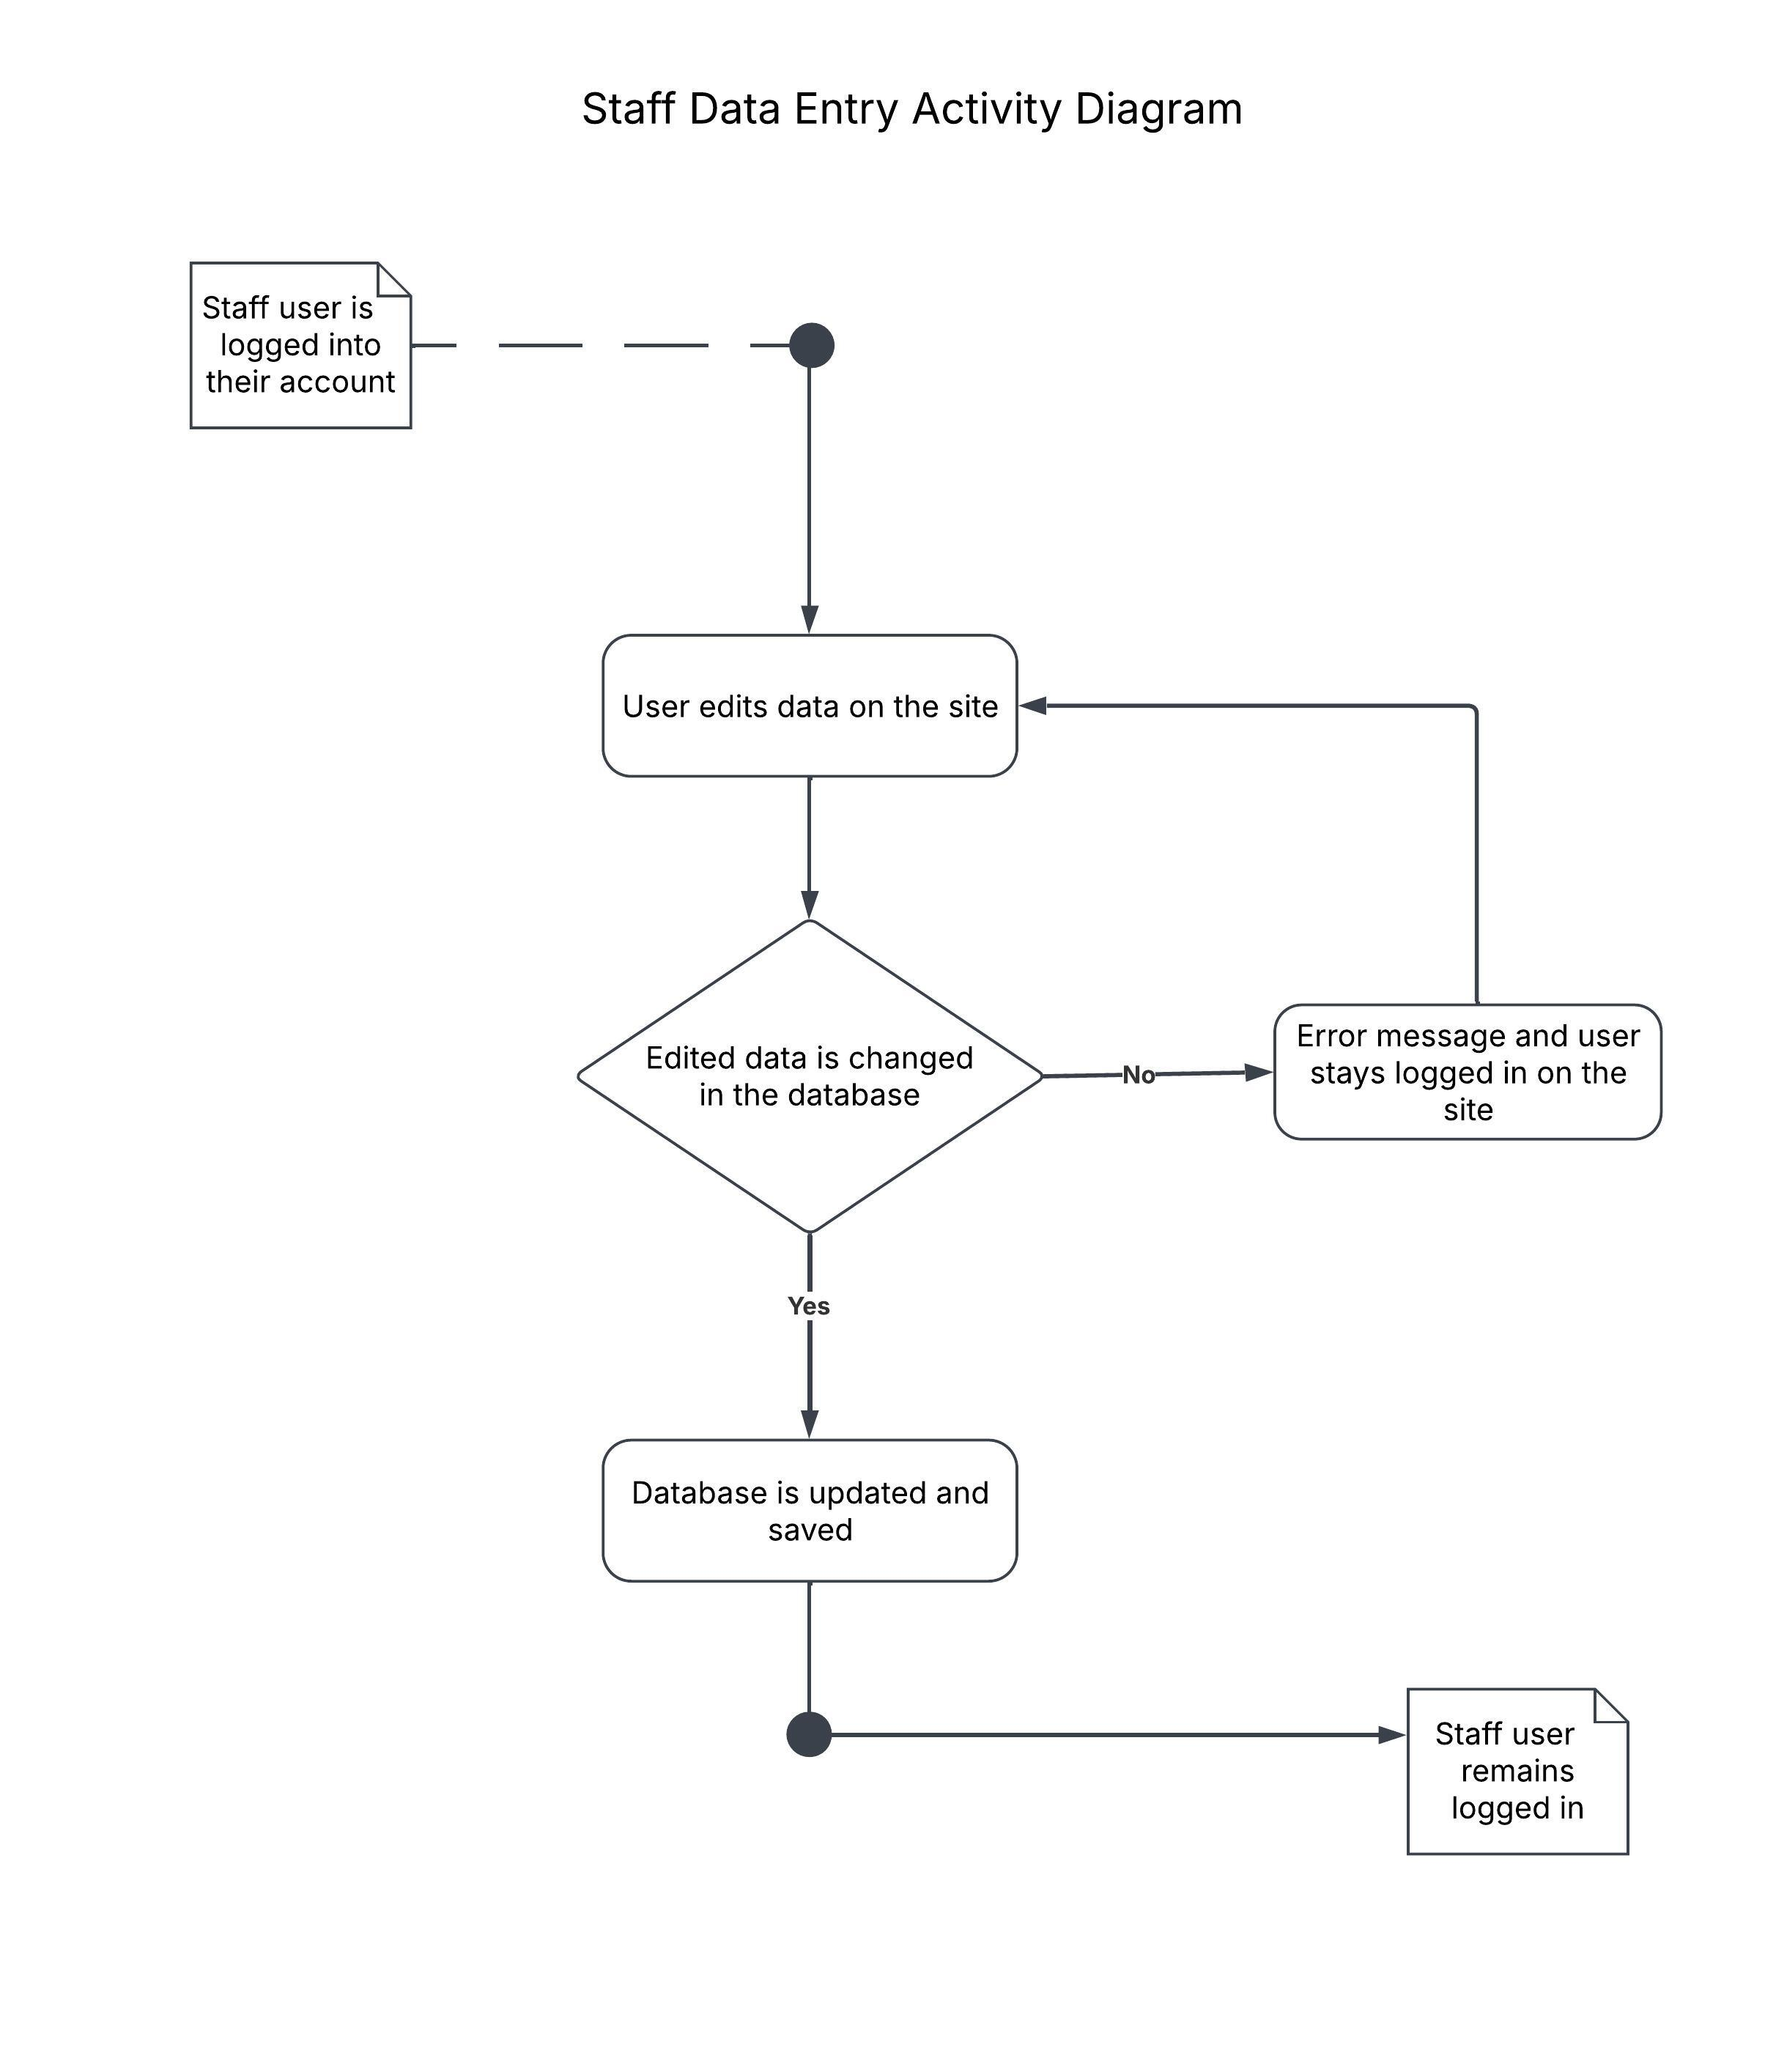 Staff Data Entry Activity Diagram
Staff user is
logged into
their account
User edits data on the site
Edited data is changed
in the database
No
Error message and user
stays logged in on the
site
Yes
Database is updated and
saved
Staff user
remains
logged in